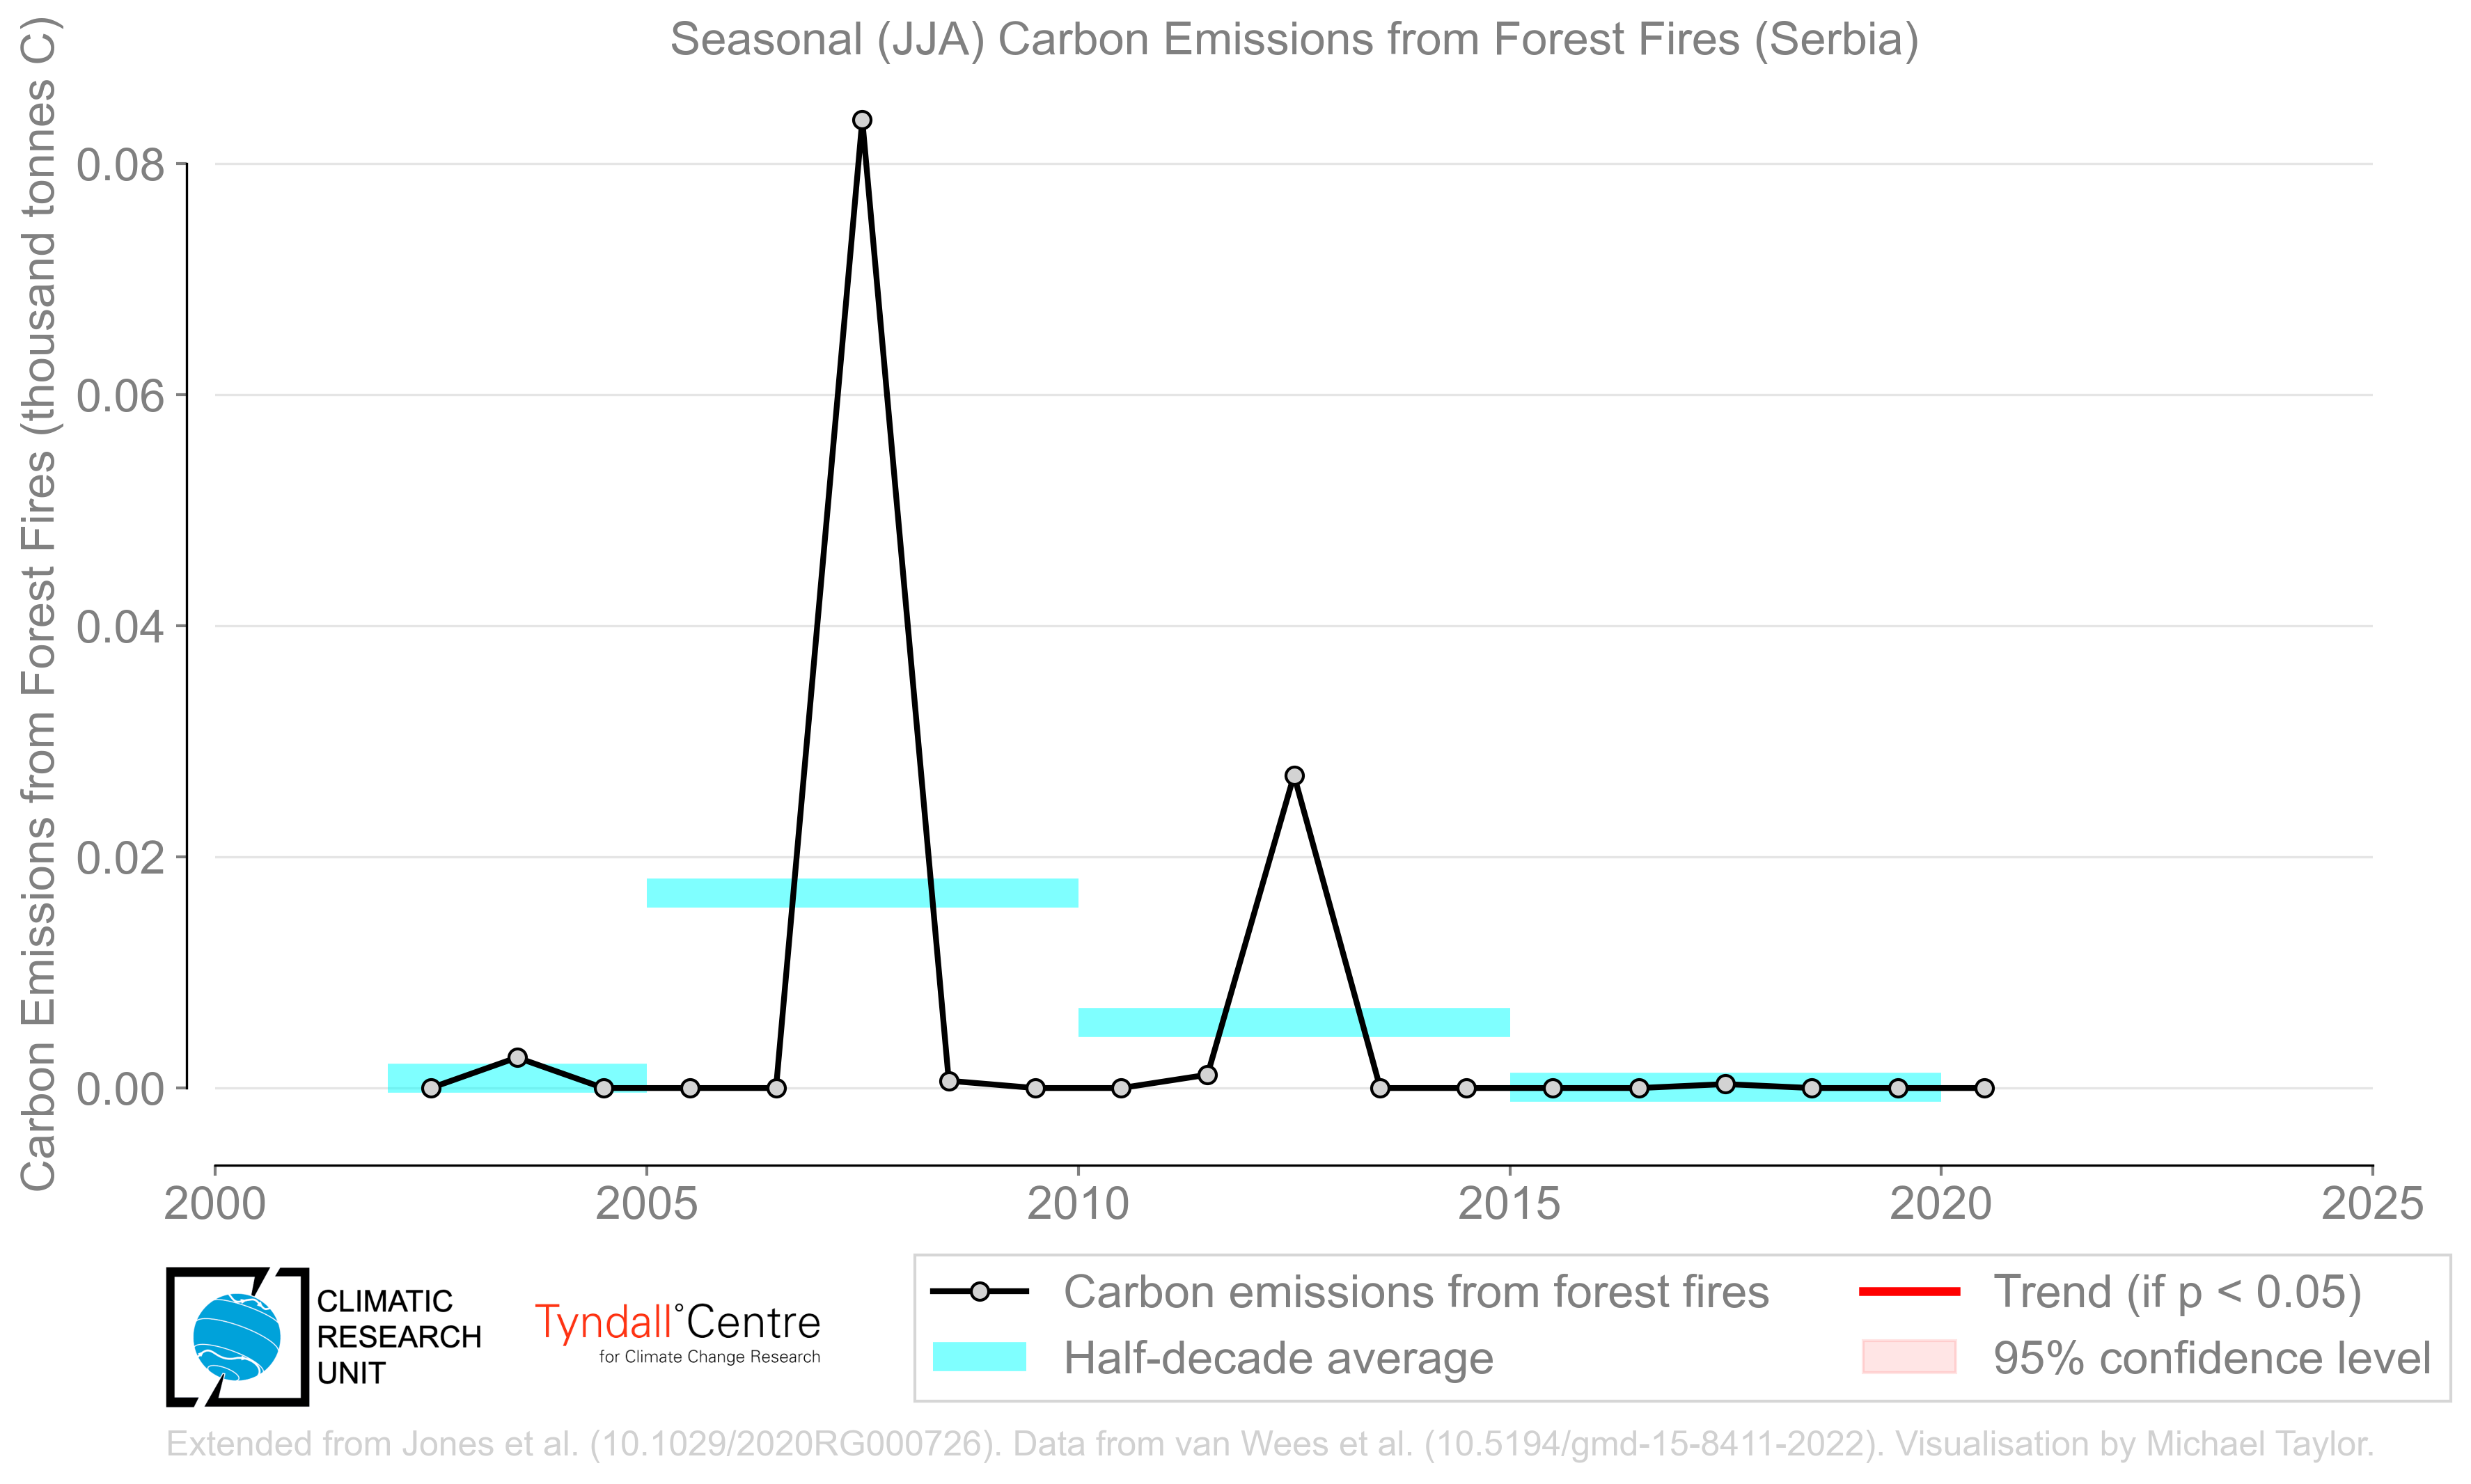 Seasonal (JJA) Carbon Emissions from Forest Fires (Serbia)
Carbon Emissions from Forest Fires (thousand tonnes C)
0.08
0.06
0.04
0.02
0.00
2000 2005 2010 2015 2020 2025
CLIMATIC
RESEARCH
UNIT
Tyndall°Centre
for Climate Change Research
Carbon emissions from forest fires
Half-decade average
Trend (if p < 0.05)
95% confidence level
Extended from Jones et al. (10.1029/2020RG000726). Data from van Wees et al. (10.5194/gmd-15-8411-2022). Visualisation by Michael Taylor.